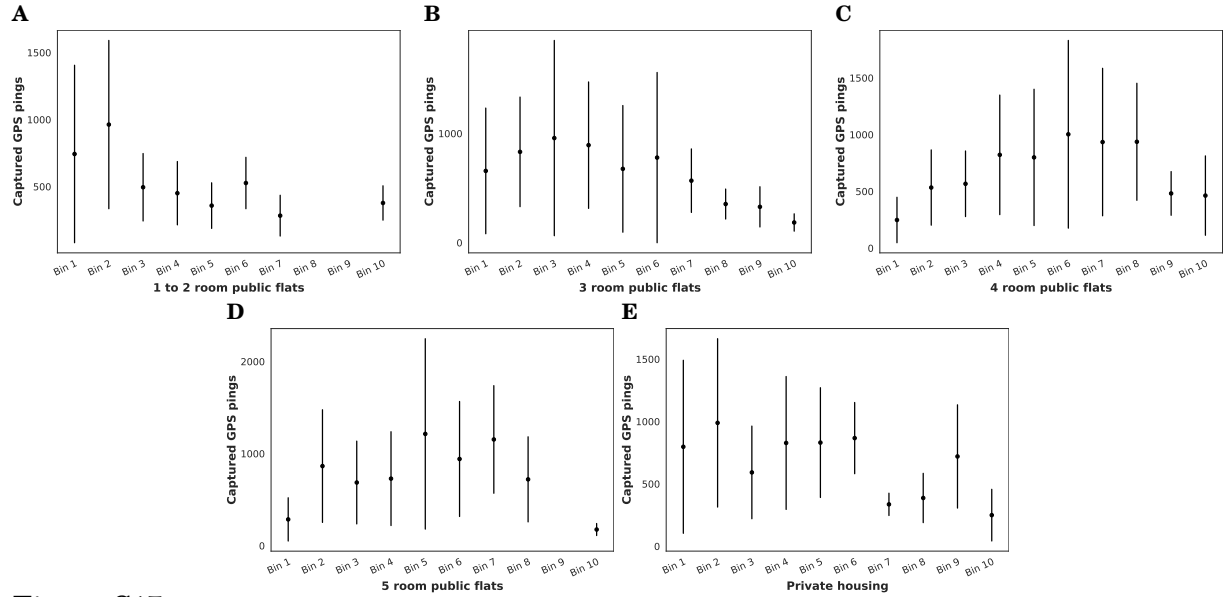 A
B
C
Captured GPS pings
1500
1000
500
Bin 1 Bin 2 Bin 3 Bin 4 Bin 5 Bin 6 Bin 7 Bin 8 Bin 9 Bin 10
1 to 2 room public flats
Captured GPS pings
1000
0
Bin 1 Bin 2 Bin 3 Bin 4 Bin 5 Bin 6 Bin 7 Bin 8 Bin 9 Bin 10
3 room public flats
Captured GPS pings
1500
1000
500
0
Bin 1 Bin 2 Bin 3 Bin 4 Bin 5 Bin 6 Bin 7 Bin 8 Bin 9 Bin 10
4 room public flats
D
E
Captured GPS pings
2000
1000
0
Bin 1 Bin 2 Bin 3 Bin 4 Bin 5 Bin 6 Bin 7 Bin 8 Bin 9 Bin 10
5 room public flats
Captured GPS pings
1500
1000
500
0
Bin 1 Bin 2 Bin 3 Bin 4 Bin 5 Bin 6 Bin 7 Bin 8 Bin 9 Bin 10
Private housing